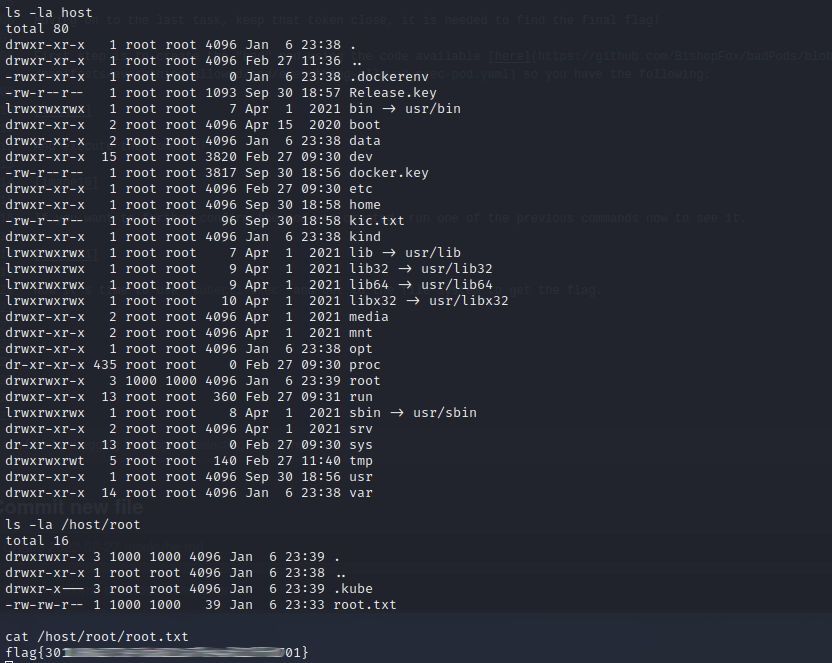 ls -la host
total 80
drwxr-xr-x 1 root root 4096 Jan 6 23:38 .
drwxr-xr-x 1 root root 4096 Feb 27 11:36 ..
-rwxr-xr-x 1 root root 0 Jan 6 23:38 .dockerenv
-rw-r--r-- 1 root root 1093 Sep 30 18:57 Release.key
lrwxrwxrwx 1 root root 7 Apr 1 2021 bin -> usr/bin
drwxr-xr-x 2 root root 4096 Apr 15 2020 boot
drwxr-xr-x 2 root root 4096 Jan 6 23:38 data
drwxr-xr-x 15 root root 3820 Feb 27 09:30 dev
-rw-r--r-- 1 root root 3817 Sep 30 18:56 docker.key
drwxr-xr-x 1 root root 4096 Feb 27 09:30 etc
drwxr-xr-x 1 root root 4096 Sep 30 18:58 home
-rw-r--r-- 1 root root 96 Sep 30 18:58 kic.txt
drwxr-xr-x 1 root root 4096 Jan 6 23:38 kind
lrwxrwxrwx 1 root root 7 Apr 1 2021 lib -> usr/lib
lrwxrwxrwx 1 root root 9 Apr 1 2021 lib32 -> usr/lib32
lrwxrwxrwx 1 root root 9 Apr 1 2021 lib64 -> usr/lib64
lrwxrwxrwx 1 root root 10 Apr 1 2021 libx32 -> usr/libx32
drwxr-xr-x 2 root root 4096 Apr 1 2021 media
drwxr-xr-x 2 root root 4096 Apr 1 2021 mnt
drwxr-xr-x 1 root root 4096 Jan 6 23:38 opt
dr-xr-xr-x 435 root root 0 Feb 27 09:30 proc
drwxrwxr-x 3 1000 1000 4096 Jan 6 23:39 root
drwxr-xr-x 13 root root 360 Feb 27 09:31 run
lrwxrwxrwx 1 root root 8 Apr 1 2021 sbin -> usr/sbin
drwxr-xr-x 2 root root 4096 Apr 1 2021 srv
dr-xr-xr-x 13 root root 0 Feb 27 09:30 sys
drwxrwxrwt 5 root root 140 Feb 27 11:40 tmp
drwxr-xr-x 1 root root 4096 Sep 30 18:56 usr
drwxr-xr-x 14 root root 4096 Jan 6 23:38 var
ls -la /host/root
total 16
drwxrwxr-x 3 1000 1000 4096 Jan 6 23:39 .
drwxr-xr-x 1 root root 4096 Jan 6 23:38 ..
drwxr-x--- 3 root root 4096 Jan 6 23:39 .kube
-rw-rw-r-- 1 1000 1000 39 Jan 6 23:33 root.txt
cat /host/root/root.txt
flag{301 01}